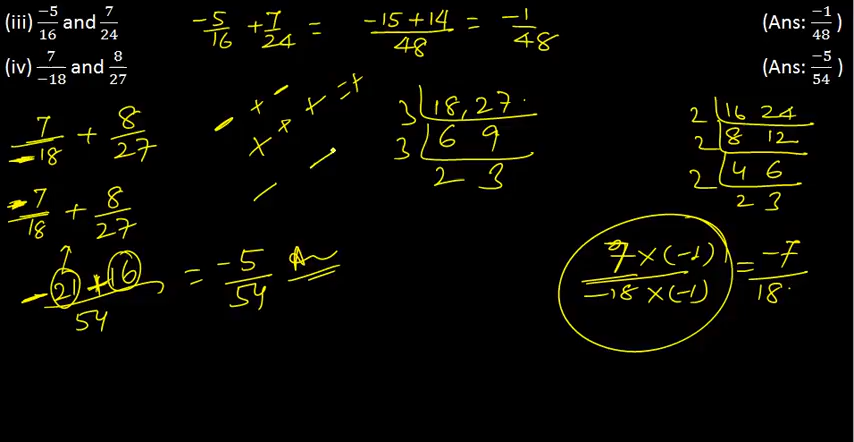 (iii) -5/16 and 7/24
-5/16 + 7/24 = -15+14/48 = -1/48
(Ans: -1/48 )
(iv) 7/-18 and 8/27
(Ans: -5/54 )
7/-18 + 8/27
-7/18 + 8/27
-21+16/54 = -5/54 Ans
3 18, 27
3 6 9
2 3
2 16 24
2 8 12
2 4 6
2 3
7×(-1)/-18×(-1) = -7/18